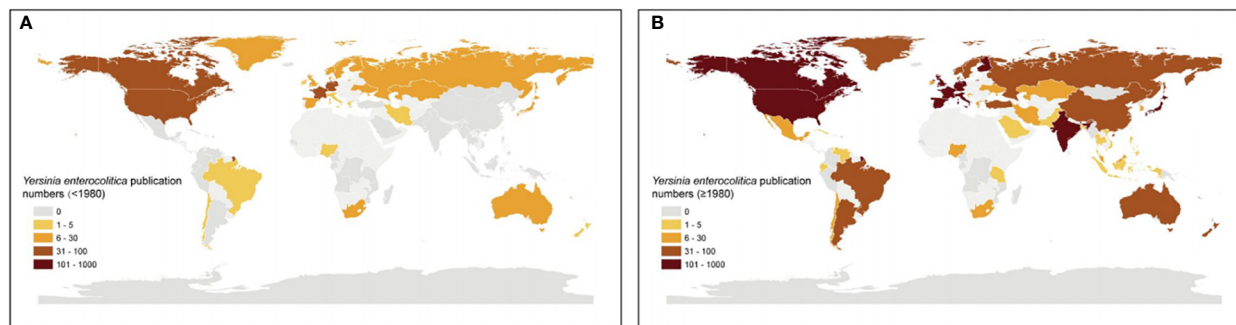 A
Yersinia enterocolitica publication
numbers (<1980)
0
1 - 5
6 - 30
31 - 100
101 - 1000
B
Yersinia enterocolitica publication
numbers (≥1980)
0
1 - 5
6 - 30
31 - 100
101 - 1000